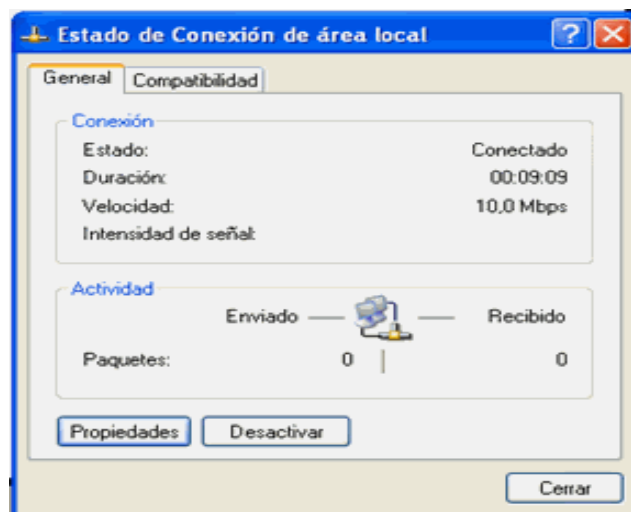 Estado de Conexión de área local
General Compatibilidad
Conexión
Estado: Conectado
Duración: 00:09:09
Velocidad: 10,0 Mbps
Intensidad de señal:
Actividad
Enviado Recibido
Paquetes: 0 0
Propiedades Desactivar
Cerrar